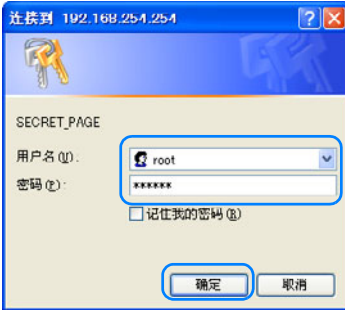 连接到 192.168.254.254
SECRET_PAGE
用户名(U):
root
密码(P):
******
记住我的密码(R)
确定
取消